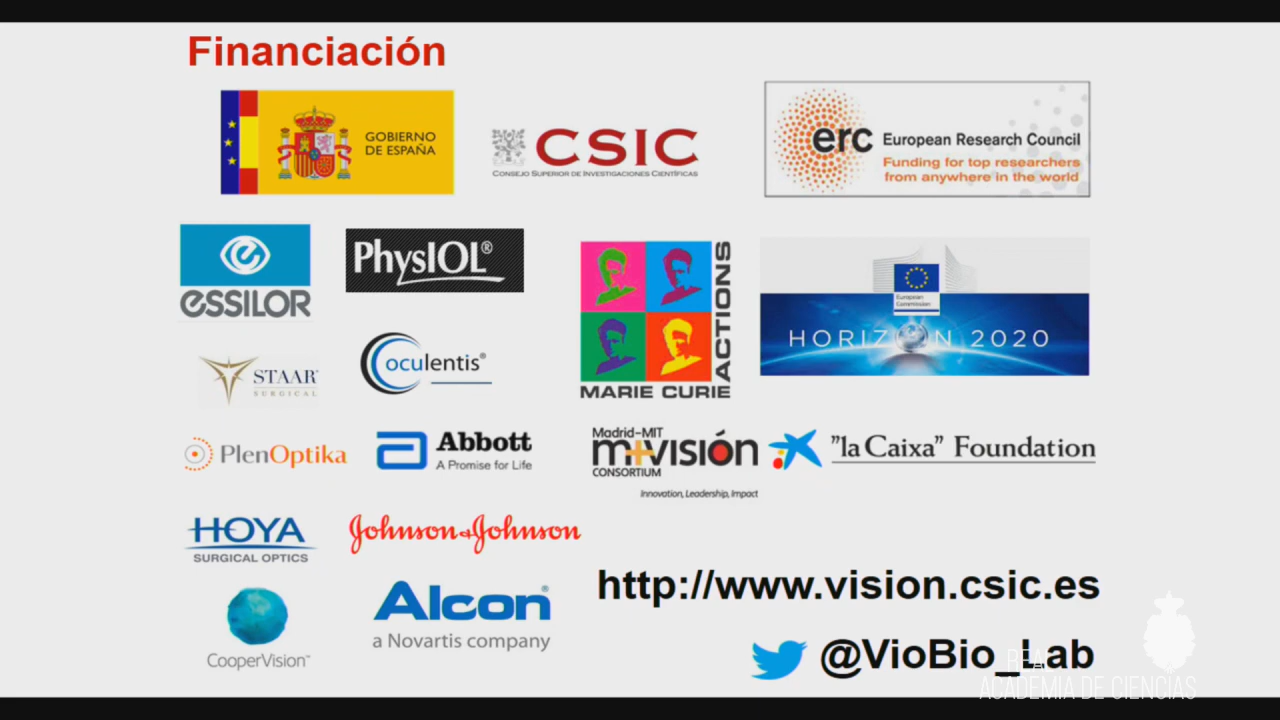 Financiación
GOBIERNO
DE ESPAÑA
CSIC
CONSEJO SUPERIOR DE INVESTIGACIONES CIENTÍFICAS
erc
European Research Council
Funding for top researchers
from anywhere in the world
essilor
PhysIOL®
MARIE CURIE
ACTIONS
European
Commission
HORIZON 2020
STAAR
SURGICAL
oculentis®
PlenOptika
Abbott
A Promise for Life
Madrid-MIT
m+visión
CONSORTIUM
Innovation, Leadership, Impact
"la Caixa" Foundation
HOYA
SURGICAL OPTICS
Johnson & Johnson
CooperVision™
Alcon®
a Novartis company
http://www.vision.csic.es
@VioBio_Lab
REAL
ACADEMIA DE CIENCIAS